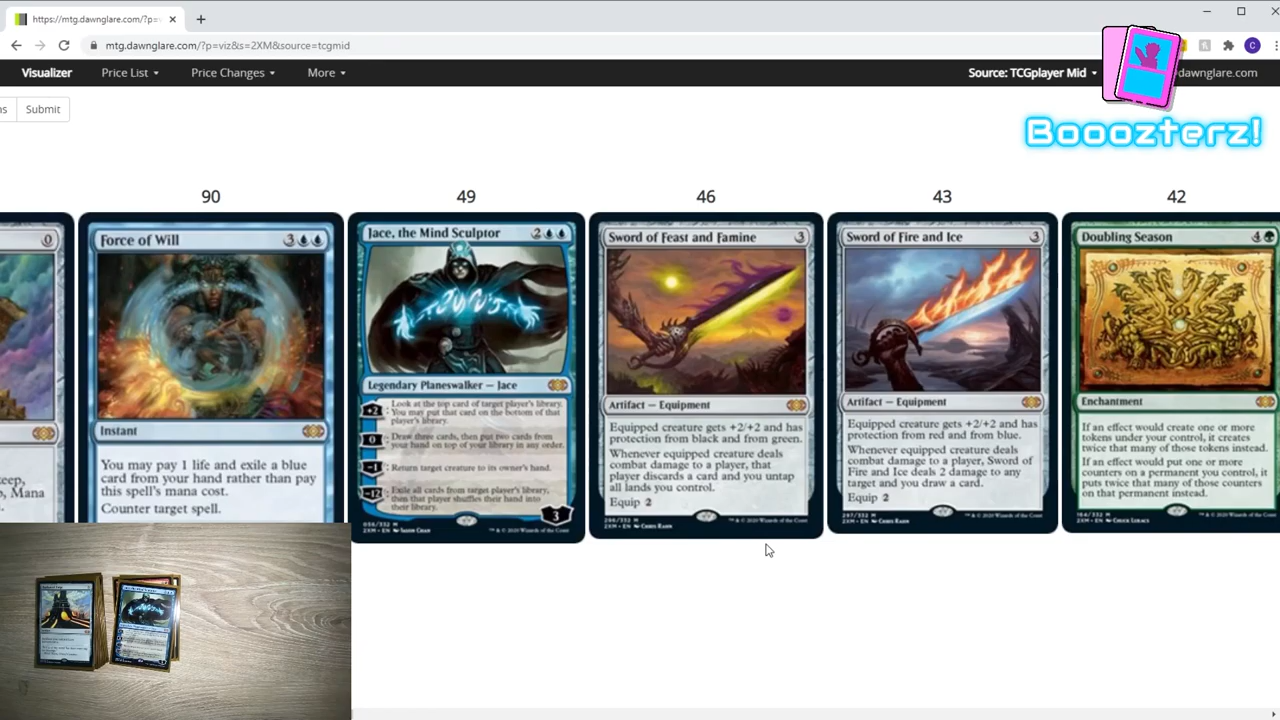 https://mtg.dawnglare.com/?p=
mtg.dawnglare.com/?p=viz&s=2XM&source=tcgmid
C
Visualizer
Price List
Price Changes
More
Source: TCGplayer Mid
dawnglare.com
Booozterz!
ns
Submit
90
49
46
43
42
0
eep,
, Mana
Force of Will
3
Instant
You may pay 1 life and exile a blue
card from your hand rather than pay
this spell's mana cost.
Counter target spell.
Jace, the Mind Sculptor
2
Legendary Planeswalker – Jace
+2: Look at the top card of target player's library.
You may put that card on the bottom of that
player's library.
0: Draw three cards, then put two cards from
your hand on top of your library in any order.
−1: Return target creature to its owner's hand.
−12: Exile all cards from target player's library,
then that player shuffles their hand into
their library.
3
Sword of Feast and Famine
3
Artifact – Equipment
Equipped creature gets +2/+2 and has
protection from black and from green.
Whenever equipped creature deals
combat damage to a player, that
player discards a card and you untap
all lands you control.
Equip 2
Sword of Fire and Ice
3
Artifact – Equipment
Equipped creature gets +2/+2 and has
protection from red and from blue.
Whenever equipped creature deals
combat damage to a player, Sword of
Fire and Ice deals 2 damage to any
target and you draw a card.
Equip 2
Doubling Season
4
Enchantment
If an effect would create one or more
tokens under your control, it creates
twice that many of those tokens instead.
If an effect would put one or more
counters on a permanent you control, it
puts twice that many of those counters
on that permanent instead.